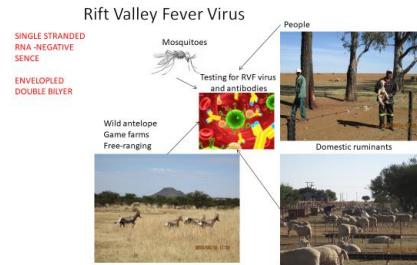 Rift Valley Fever Virus
SINGLE STRANDED
RNA -NEGATIVE
SENCE
ENVELOPLED
DOUBLE BILYER
Mosquitoes
People
Testing for RVF virus
and antibodies
Wild antelope
Game farms
Free-ranging
Domestic ruminants